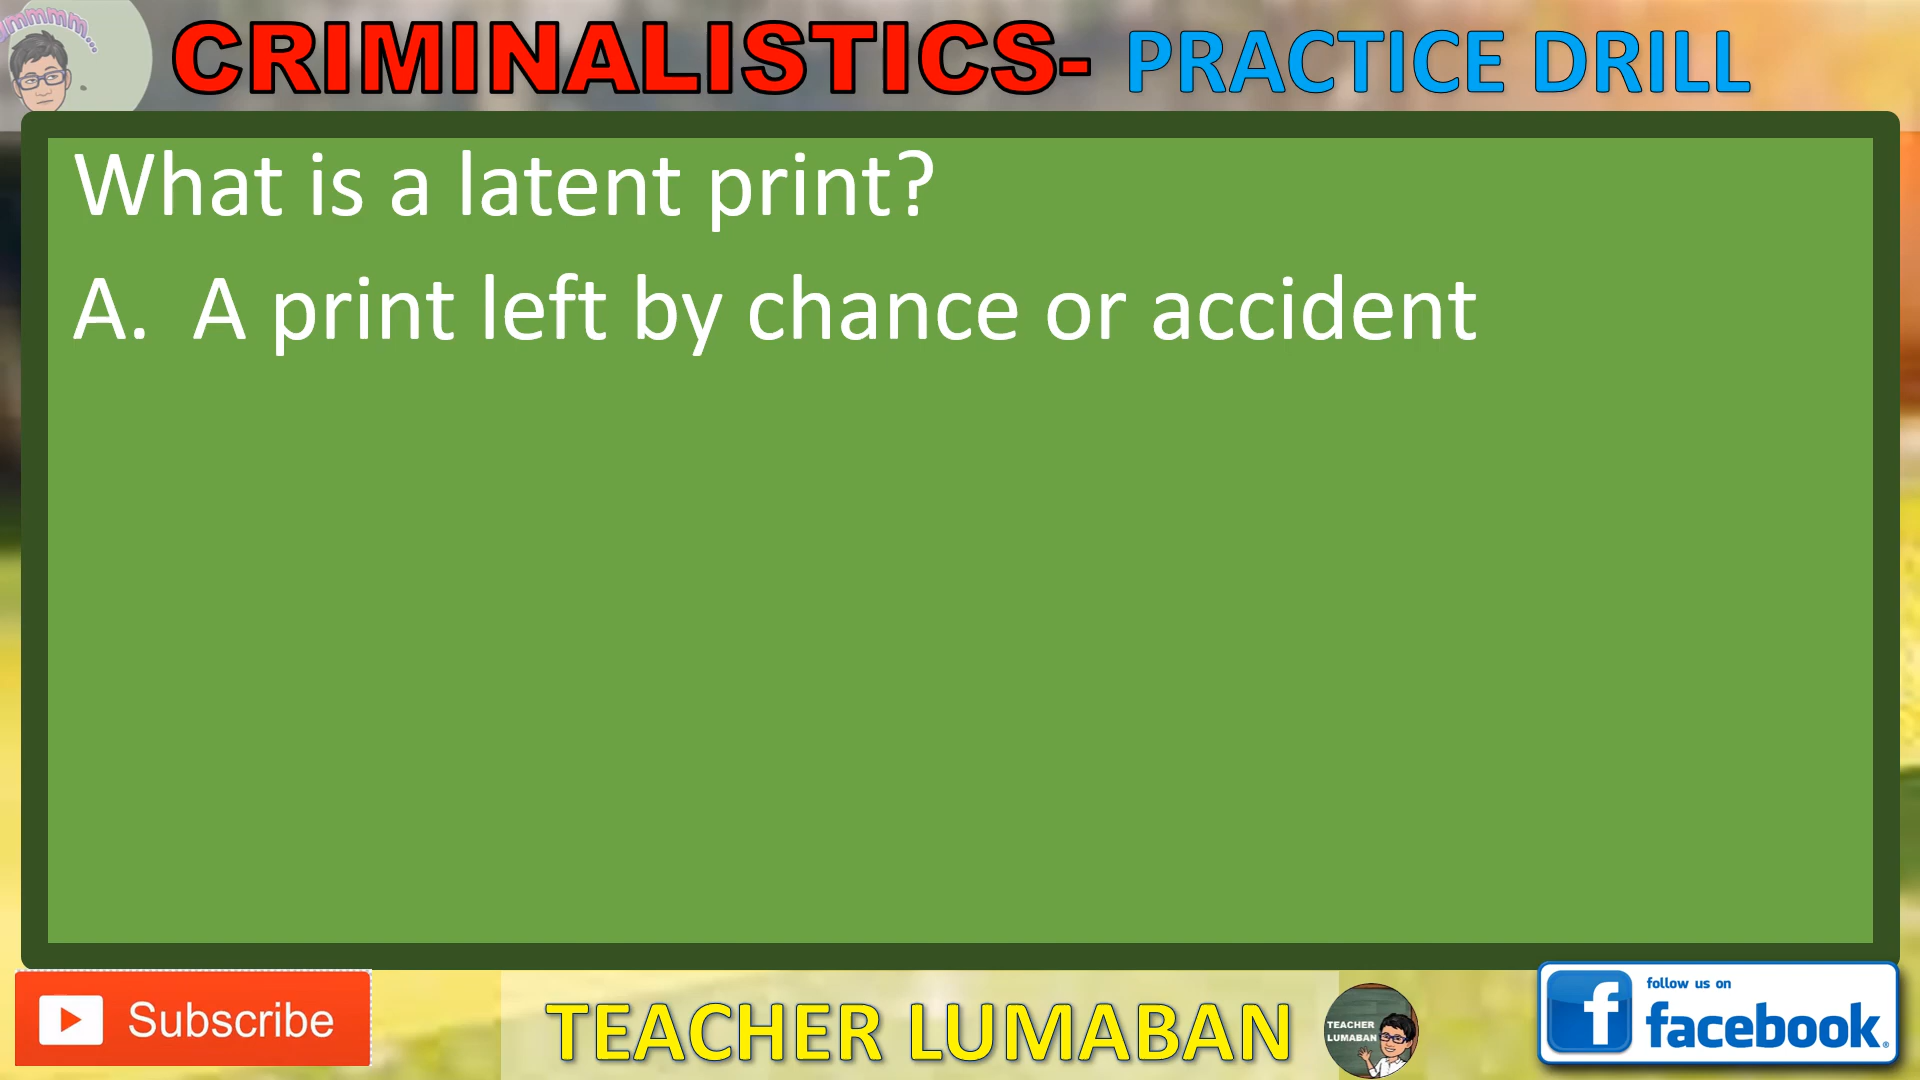 mmmm...
CRIMINALISTICS- PRACTICE DRILL
What is a latent print?
A. A print left by chance or accident
Subscribe
TEACHER LUMABAN
TEACHER
LUMABAN
follow us on
facebook